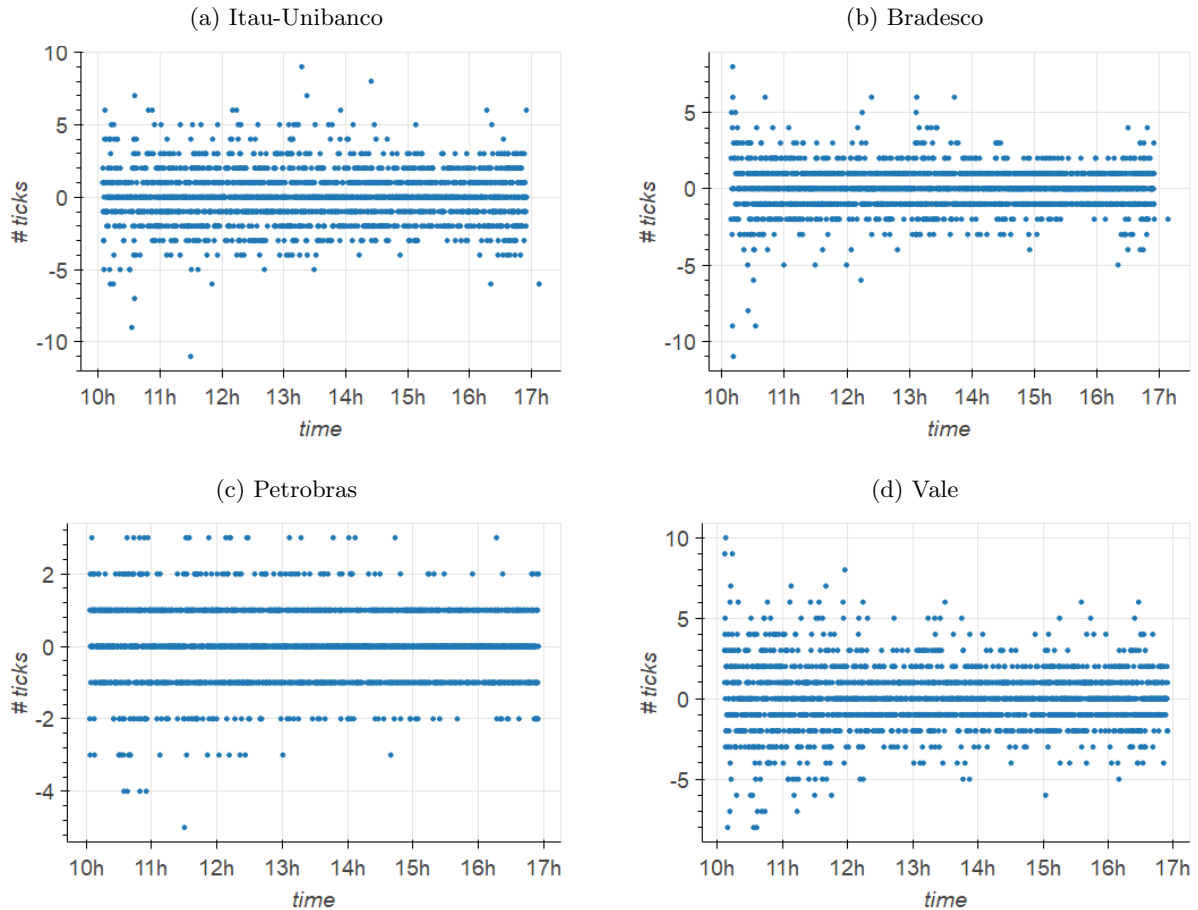 (a) Itau-Unibanco
10
5
0
-5
-10
# ticks
10h 11h 12h 13h 14h 15h 16h 17h
time
(b) Bradesco
5
0
-5
-10
# ticks
10h 11h 12h 13h 14h 15h 16h 17h
time
(c) Petrobras
2
0
-2
-4
# ticks
10h 11h 12h 13h 14h 15h 16h 17h
time
(d) Vale
10
5
0
-5
# ticks
10h 11h 12h 13h 14h 15h 16h 17h
time